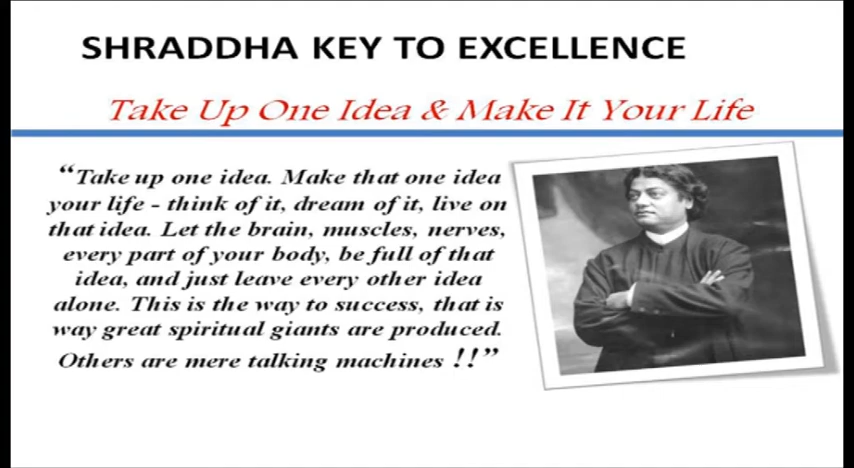 SHRADDHA KEY TO EXCELLENCE
Take Up One Idea & Make It Your Life
“Take up one idea. Make that one idea
your life - think of it, dream of it, live on
that idea. Let the brain, muscles, nerves,
every part of your body, be full of that
idea, and just leave every other idea
alone. This is the way to success, that is
way great spiritual giants are produced.
Others are mere talking machines !!”